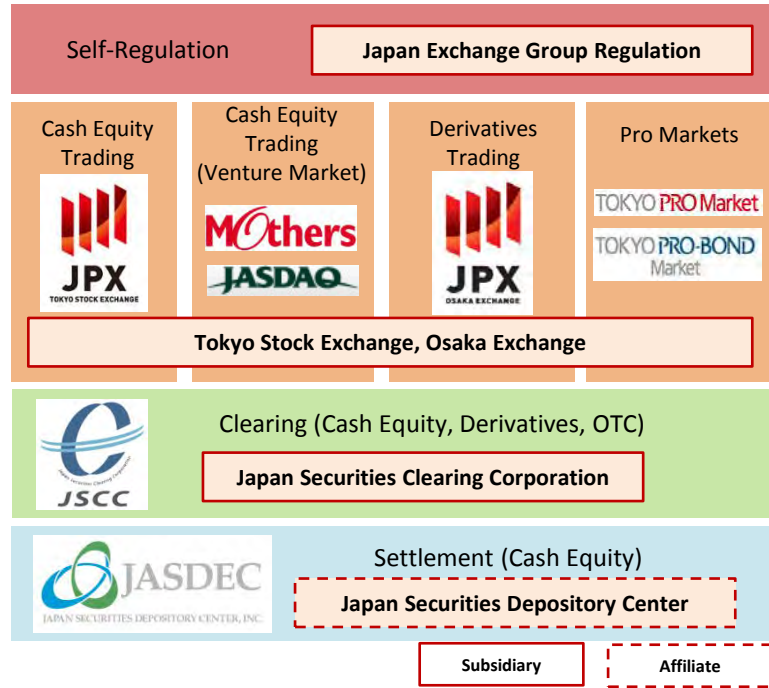 Self-Regulation
Japan Exchange Group Regulation
Cash Equity
Trading
JPX
TOKYO STOCK EXCHANGE
Cash Equity
Trading
(Venture Market)
Mothers
JASDAQ
Derivatives
Trading
JPX
OSAKA EXCHANGE
Pro Markets
TOKYO PRO Market
TOKYO PRO-BOND
Market
Tokyo Stock Exchange, Osaka Exchange
JSCC
Clearing (Cash Equity, Derivatives, OTC)
Japan Securities Clearing Corporation
JASDEC
JAPAN SECURITIES DEPOSITORY CENTER, INC.
Settlement (Cash Equity)
Japan Securities Depository Center
Subsidiary
Affiliate